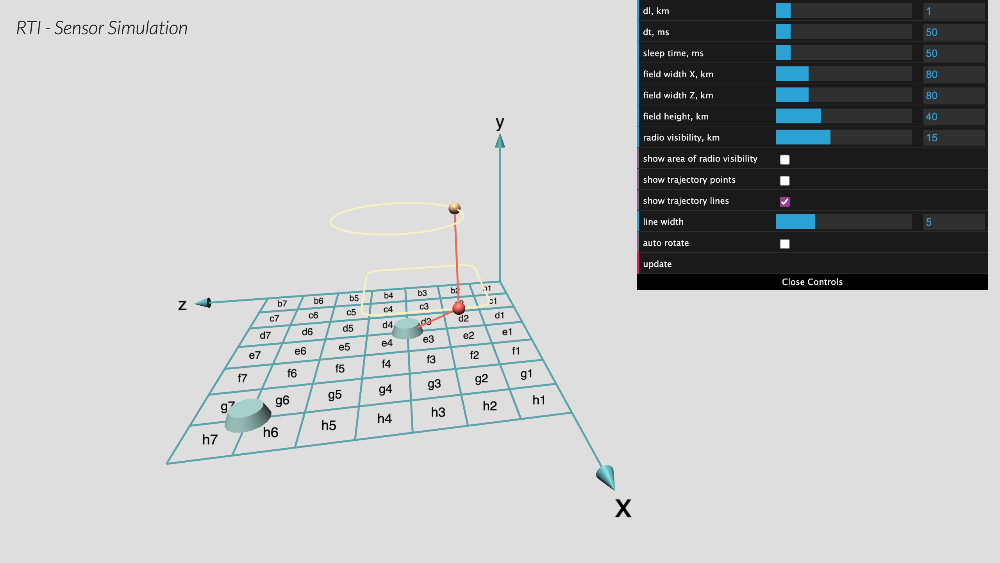 RTI - Sensor Simulation
dl, km 1
dt, ms 50
sleep time, ms 50
field width X, km 80
field width Z, km 80
field height, km 40
radio visibility, km 15
show area of radio visibility
show trajectory points
show trajectory lines
line width 5
auto rotate
update
Close Controls
y
z
b7 b6 b5 b4 b3 b2 b1
c7 c6 c5 c4 c3 c1
d7 d6 d5 d4 d3 d2 d1
e7 e6 e5 e4 e3 e2 e1
f7 f6 f5 f4 f3 f2 f1
g7 g6 g5 g4 g3 g2 g1
h7 h6 h5 h4 h3 h2 h1
X